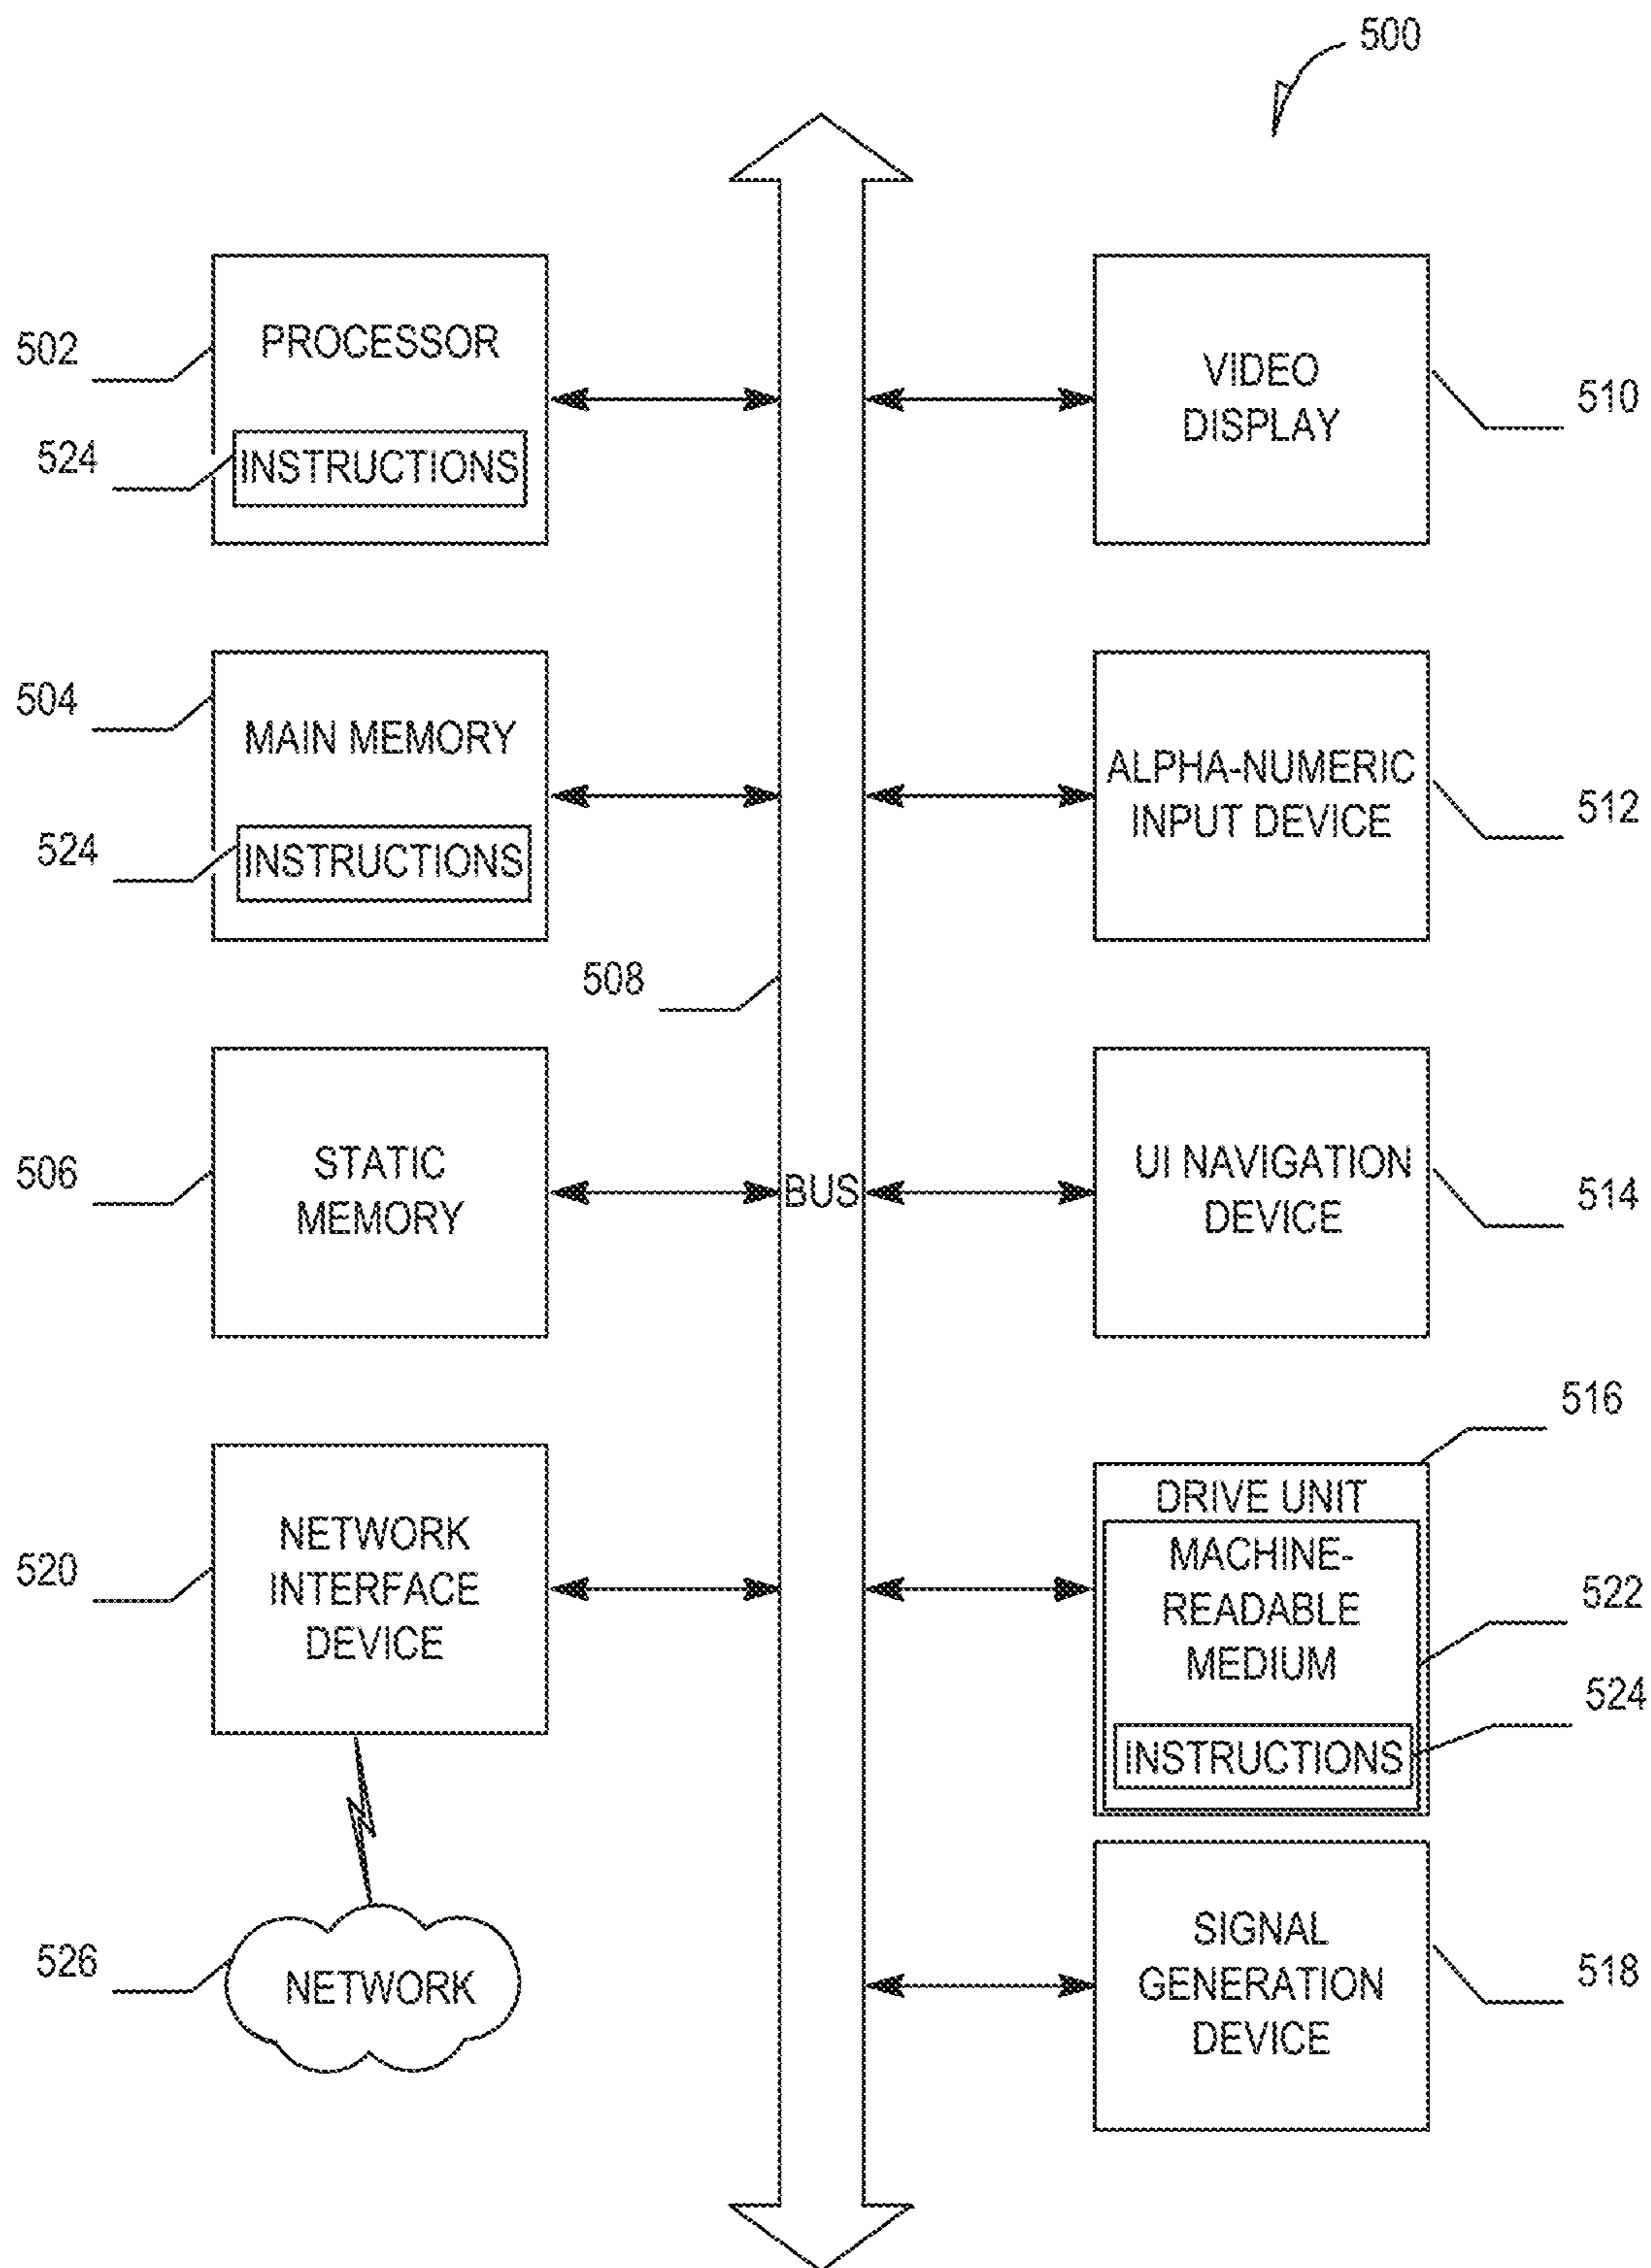 500
502
PROCESSOR
524
INSTRUCTIONS
VIDEO
DISPLAY
510
504
MAIN MEMORY
524
INSTRUCTIONS
ALPHA-NUMERIC
INPUT DEVICE
512
508
506
STATIC
MEMORY
BUS
UI NAVIGATION
DEVICE
514
516
520
NETWORK
INTERFACE
DEVICE
DRIVE UNIT
MACHINE-
READABLE
MEDIUM
522
INSTRUCTIONS
524
526
NETWORK
SIGNAL
GENERATION
DEVICE
518